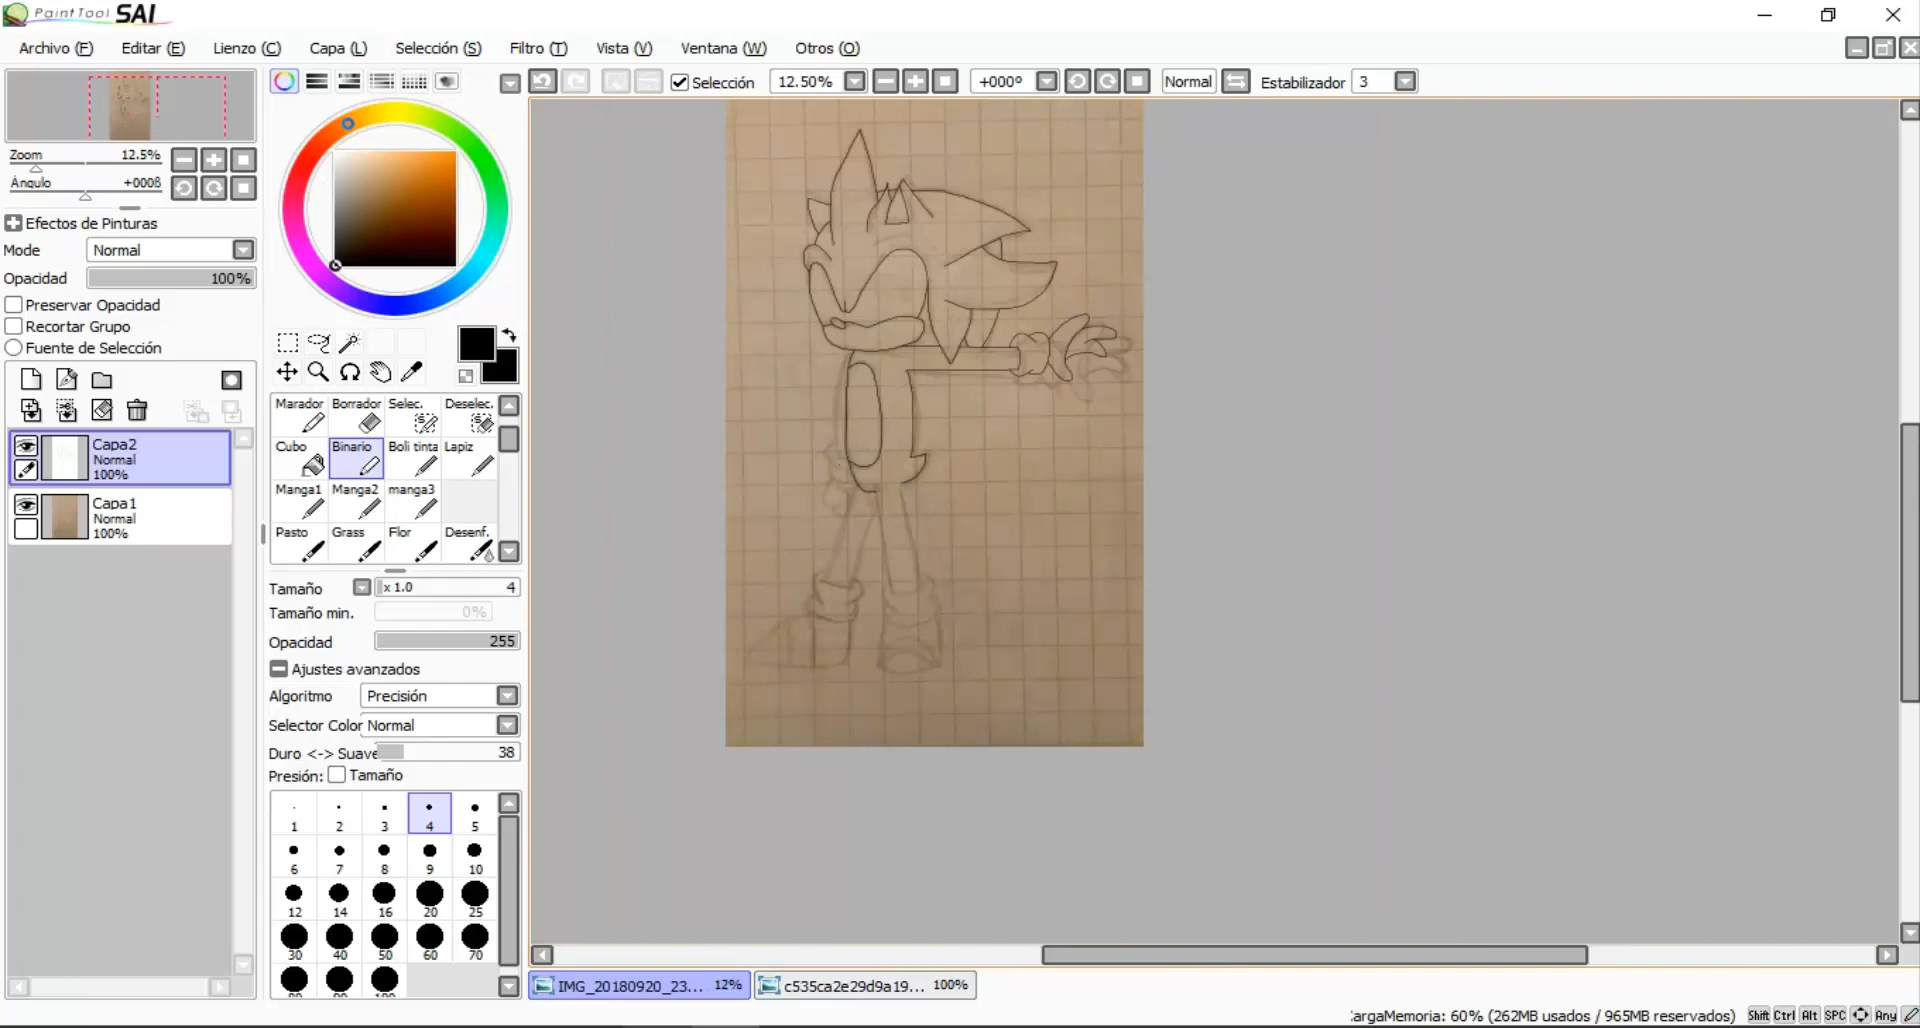 PaintTool SAI
Archivo (F) Editar (E) Lienzo (C) Capa (L) Selección (S) Filtro (T) Vista (V) Ventana (W) Otros (O)
Selección 12.50% +000º Normal Estabilizador 3
Zoom 12.5%
Ángulo +000ß
Efectos de Pinturas
Mode Normal
Opacidad 100%
Preservar Opacidad
Recortar Grupo
Fuente de Selección
Capa2
Normal
100%
Capa1
Normal
100%
Marador Borrador Selec. Deselec.
Cubo Binario Boli tinta Lapiz
Manga1 Manga2 manga3
Pasto Grass Flor Desenf.
Tamaño x 1.0 4
Tamaño min. 0%
Opacidad 255
Ajustes avanzados
Algoritmo Precisión
Selector Color Normal
Duro <-> Suave 38
Presión: Tamaño
1 2 3 4 5
6 7 8 9 10
12 14 16 20 25
30 40 50 60 70
80 90 100
IMG_20180920_23... 12% c535ca2e29d9a19... 100%
argaMemoria: 60% (262MB usados / 965MB reservados) Shift Ctrl Alt SPC Any